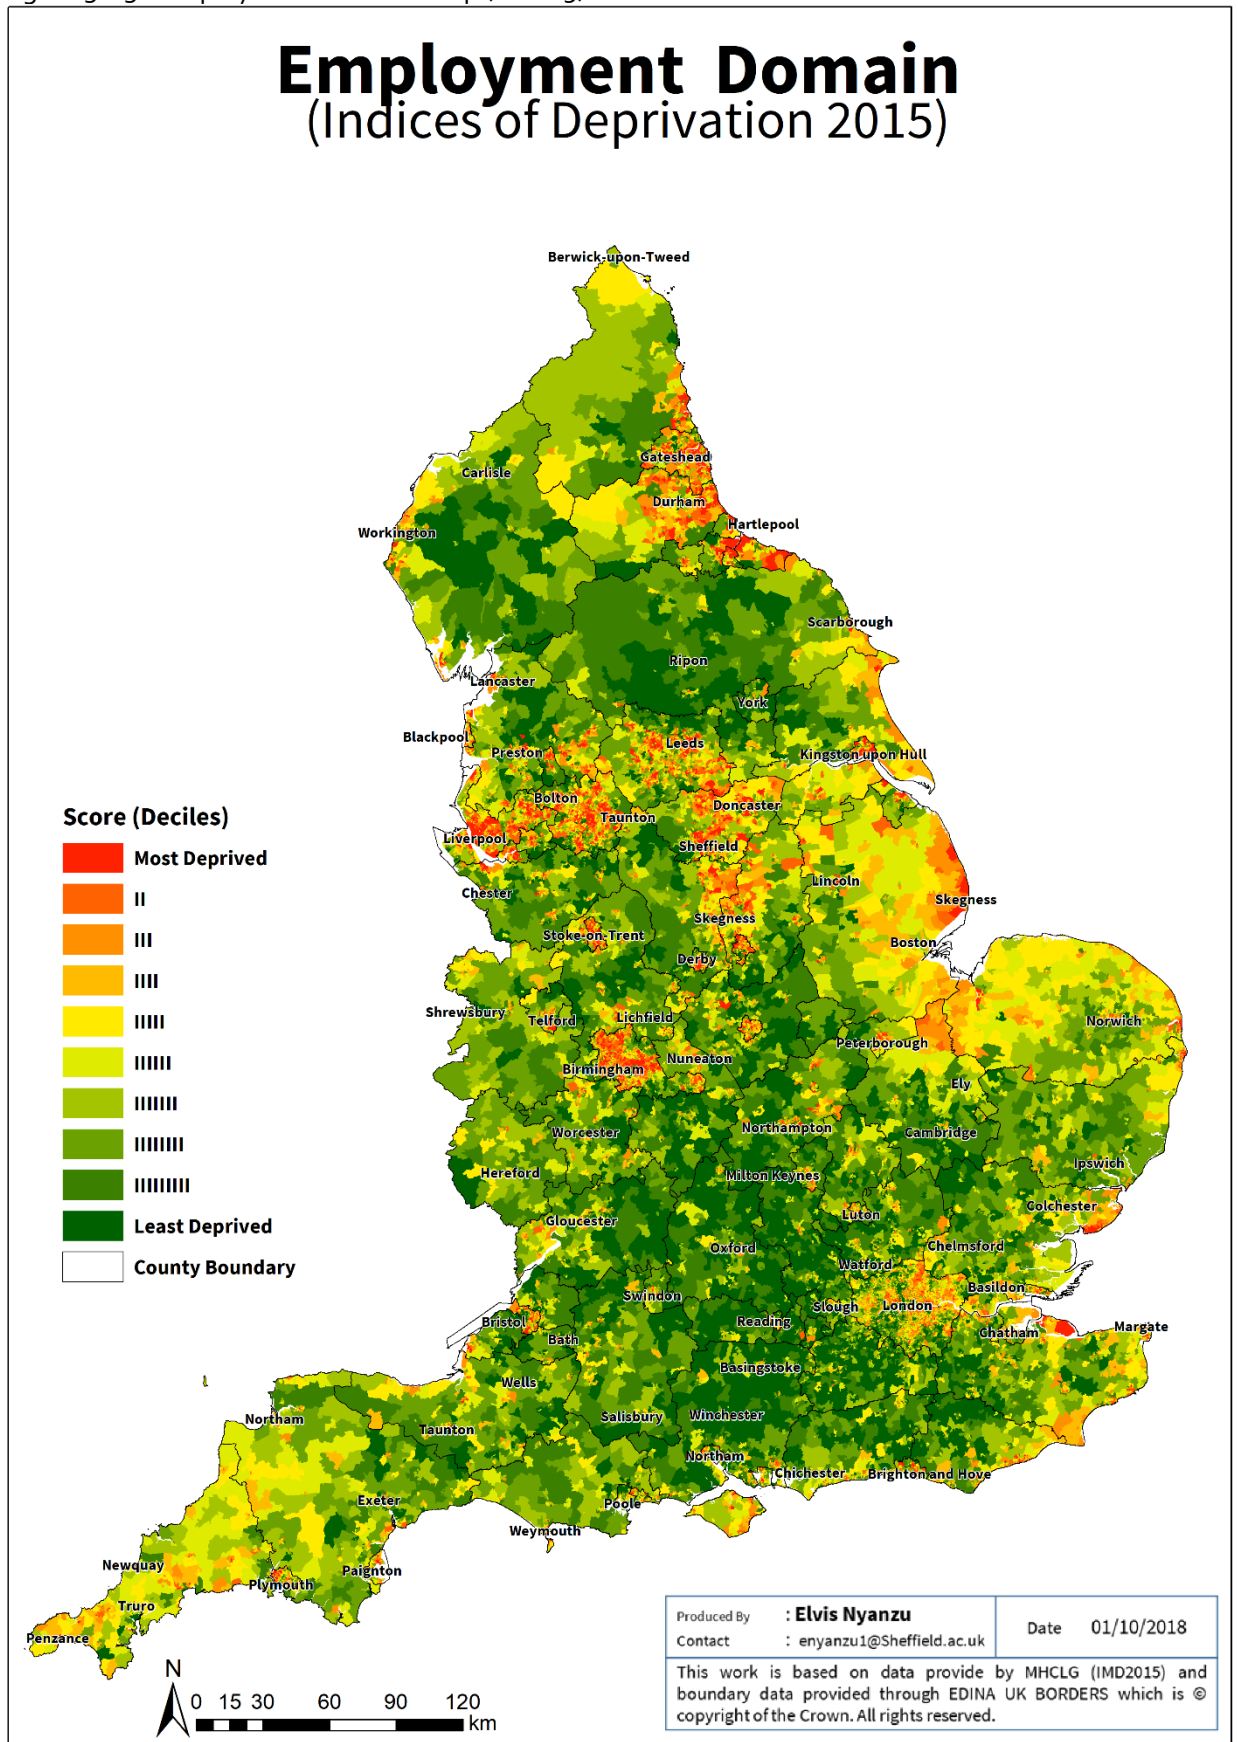 Employment Domain
(Indices of Deprivation 2015)
Berwick-upon-Tweed
Gateshead
Carlisle
Durham
Hartlepool
Workington
Scarborough
Ripon
Lancaster
York
Blackpool
Leeds
Preston
Kingston upon Hull
Bolton
Doncaster
Taunton
Liverpool
Sheffield
Lincoln
Chester
Skegness
Skegness
Stoke-on-Trent
Boston
Derby
Shrewsbury
Telford
Lichfield
Norwich
Peterborough
Nuneaton
Birmingham
Ely
Northampton
Worcester
Cambridge
Hereford
Milton Keynes
Ipswich
Colchester
Luton
Gloucester
Oxford
Chelmsford
Watford
Basildon
Swindon
Slough
London
Bristol
Reading
Chatham
Margate
Bath
Basingstoke
Wells
Northam
Salisbury
Winchester
Taunton
Northam
Chichester
Brighton and Hove
Exeter
Poole
Weymouth
Newquay
Paignton
Plymouth
Truro
Penzance
Score (Deciles)
Most Deprived
II
III
IIII
IIIII
IIIIII
IIIIIII
IIIIIIII
IIIIIIIII
Least Deprived
County Boundary
N
0 15 30 60 90 120
km
Produced By : Elvis Nyanzu
Contact : enyanzu1@Sheffield.ac.uk
Date 01/10/2018
This work is based on data provide by MHCLG (IMD2015) and
boundary data provided through EDINA UK BORDERS which is ©
copyright of the Crown. All rights reserved.